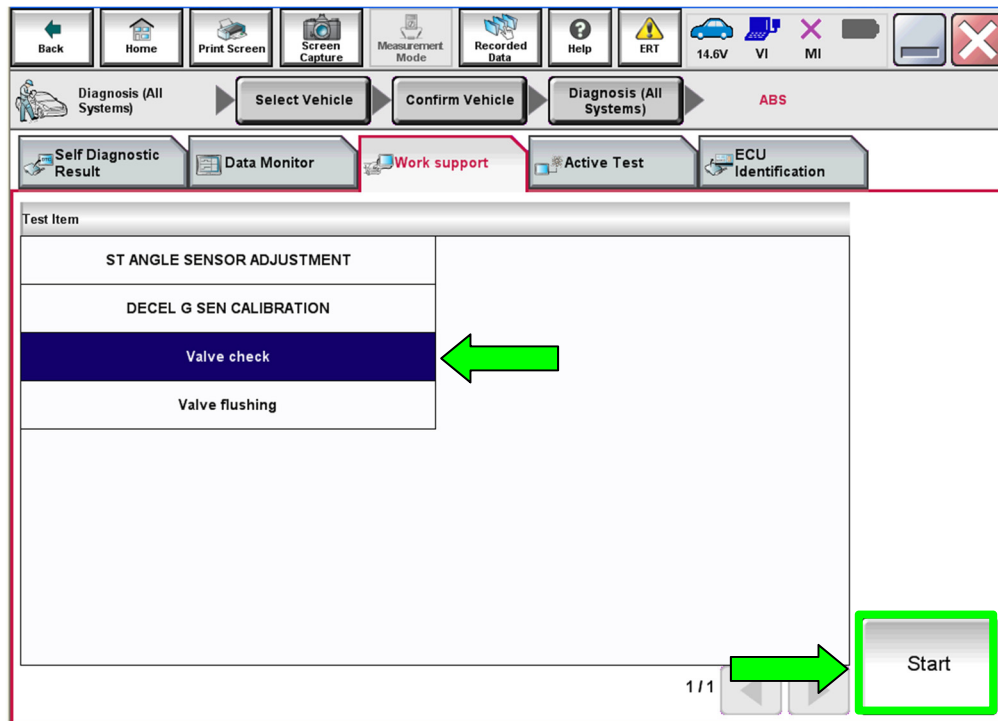 Back
Home
Print Screen
Screen
Capture
Measurement
Mode
Recorded
Data
Help
ERT
14.6V
VI
MI
Diagnosis (All
Systems)
Select Vehicle
Confirm Vehicle
Diagnosis (All
Systems)
ABS
Self Diagnostic
Result
Data Monitor
Work support
Active Test
ECU
Identification
Test Item
ST ANGLE SENSOR ADJUSTMENT
DECEL G SEN CALIBRATION
Valve check
Valve flushing
Start
1/1